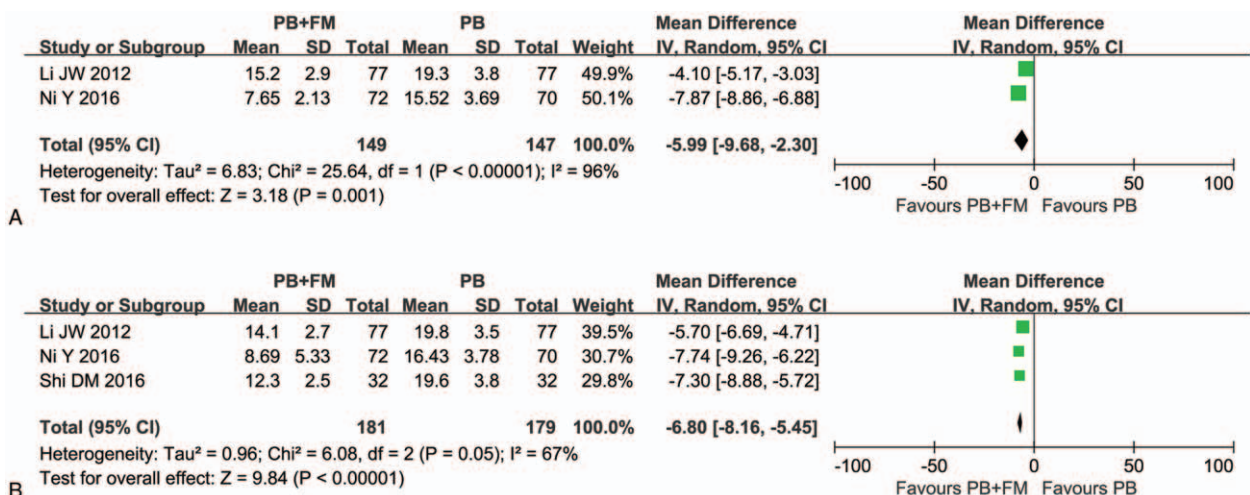 PB+FM PB Mean Difference Mean Difference
Study or Subgroup Mean SD Total Mean SD Total Weight IV, Random, 95% CI IV, Random, 95% CI
Li JW 2012 15.2 2.9 77 19.3 3.8 77 49.9% -4.10 [-5.17, -3.03]
Ni Y 2016 7.65 2.13 72 15.52 3.69 70 50.1% -7.87 [-8.86, -6.88]
Total (95% CI) 149 147 100.0% -5.99 [-9.68, -2.30]
Heterogeneity: Tau² = 6.83; Chi² = 25.64, df = 1 (P < 0.00001); I² = 96%
Test for overall effect: Z = 3.18 (P = 0.001)
-100 -50 0 50 100
Favours PB+FM Favours PB
A
PB+FM PB Mean Difference Mean Difference
Study or Subgroup Mean SD Total Mean SD Total Weight IV, Random, 95% CI IV, Random, 95% CI
Li JW 2012 14.1 2.7 77 19.8 3.5 77 39.5% -5.70 [-6.69, -4.71]
Ni Y 2016 8.69 5.33 72 16.43 3.78 70 30.7% -7.74 [-9.26, -6.22]
Shi DM 2016 12.3 2.5 32 19.6 3.8 32 29.8% -7.30 [-8.88, -5.72]
Total (95% CI) 181 179 100.0% -6.80 [-8.16, -5.45]
Heterogeneity: Tau² = 0.96; Chi² = 6.08, df = 2 (P = 0.05); I² = 67%
Test for overall effect: Z = 9.84 (P < 0.00001)
-100 -50 0 50 100
Favours PB+FM Favours PB
B